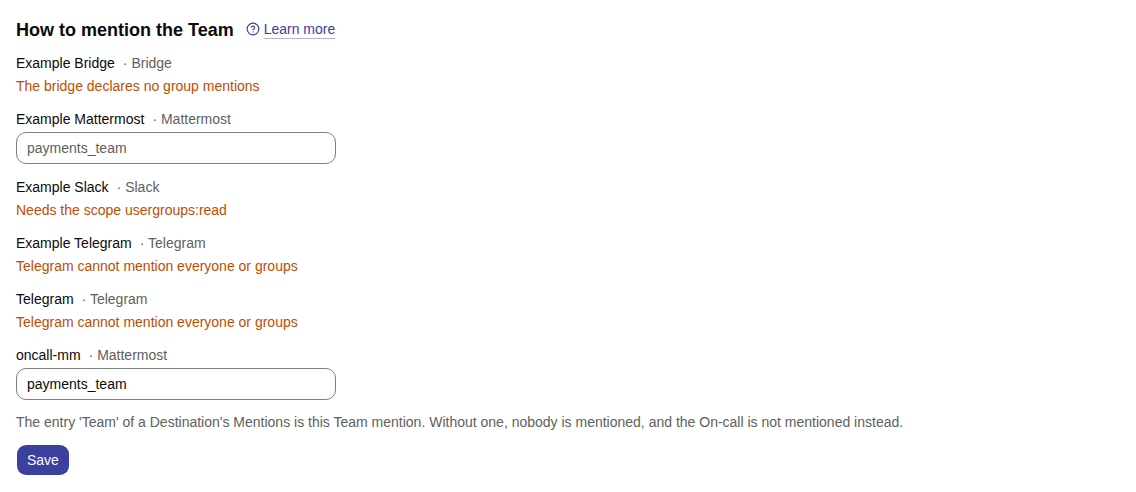 How to mention the Team Learn more
Example Bridge · Bridge
The bridge declares no group mentions
Example Mattermost · Mattermost
payments_team
Example Slack · Slack
Needs the scope usergroups:read
Example Telegram · Telegram
Telegram cannot mention everyone or groups
Telegram · Telegram
Telegram cannot mention everyone or groups
oncall-mm · Mattermost
payments_team
The entry 'Team' of a Destination's Mentions is this Team mention. Without one, nobody is mentioned, and the On-call is not mentioned instead.
Save